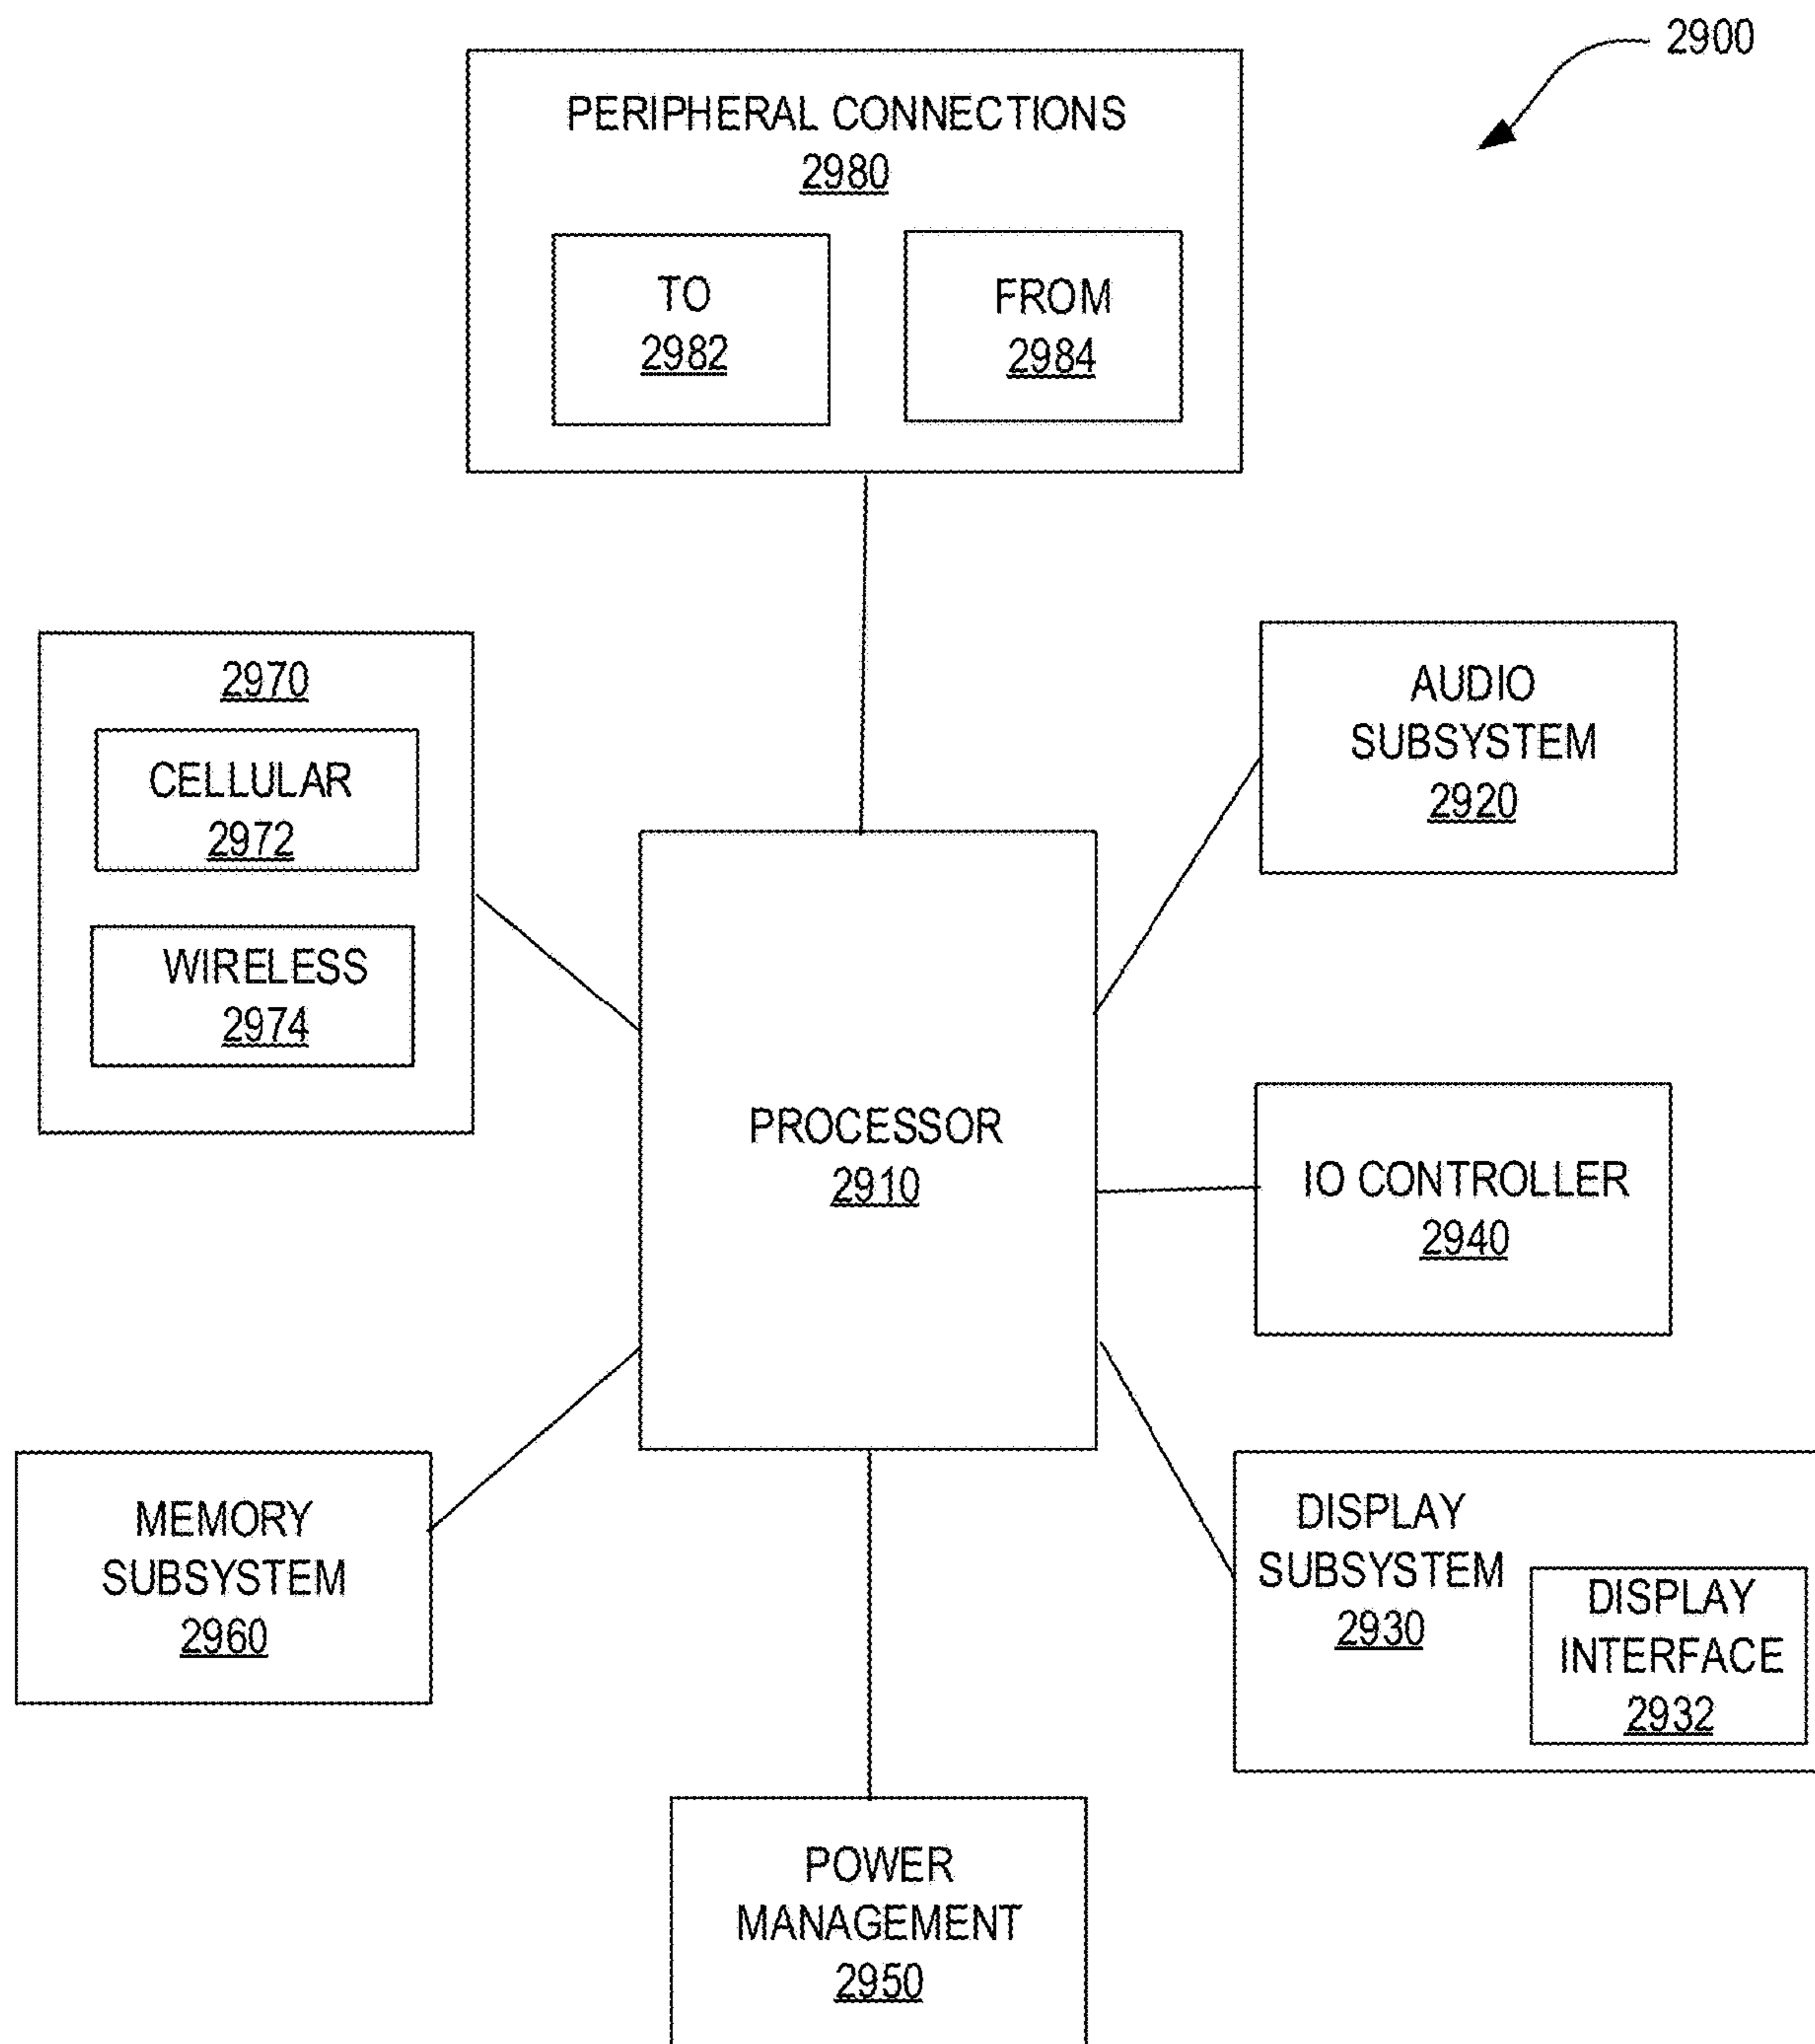 2900
PERIPHERAL CONNECTIONS
2980
TO
2982
FROM
2984
2970
CELLULAR
2972
WIRELESS
2974
AUDIO
SUBSYSTEM
2920
PROCESSOR
2910
IO CONTROLLER
2940
MEMORY
SUBSYSTEM
2960
DISPLAY
SUBSYSTEM
2930
DISPLAY
INTERFACE
2932
POWER
MANAGEMENT
2950